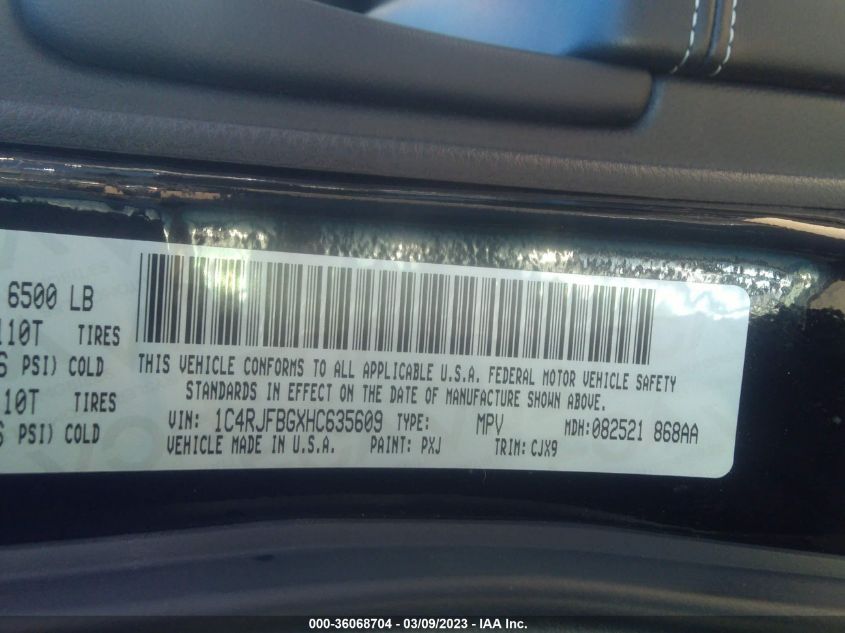 6500 LB
110T TIRES
PSI) COLD
10T TIRES
PSI) COLD
THIS VEHICLE CONFORMS TO ALL APPLICABLE U.S.A. FEDERAL MOTOR VEHICLE SAFETY
STANDARDS IN EFFECT ON THE DATE OF MANUFACTURE SHOWN ABOVE.
VIN: 1C4RJFBGXHC635609 TYPE: MPV MDH:082521 868AA
VEHICLE MADE IN U.S.A. PAINT: PXJ TRIM: CJX9
000-36068704 — 03/09/2023 — IAA Inc.